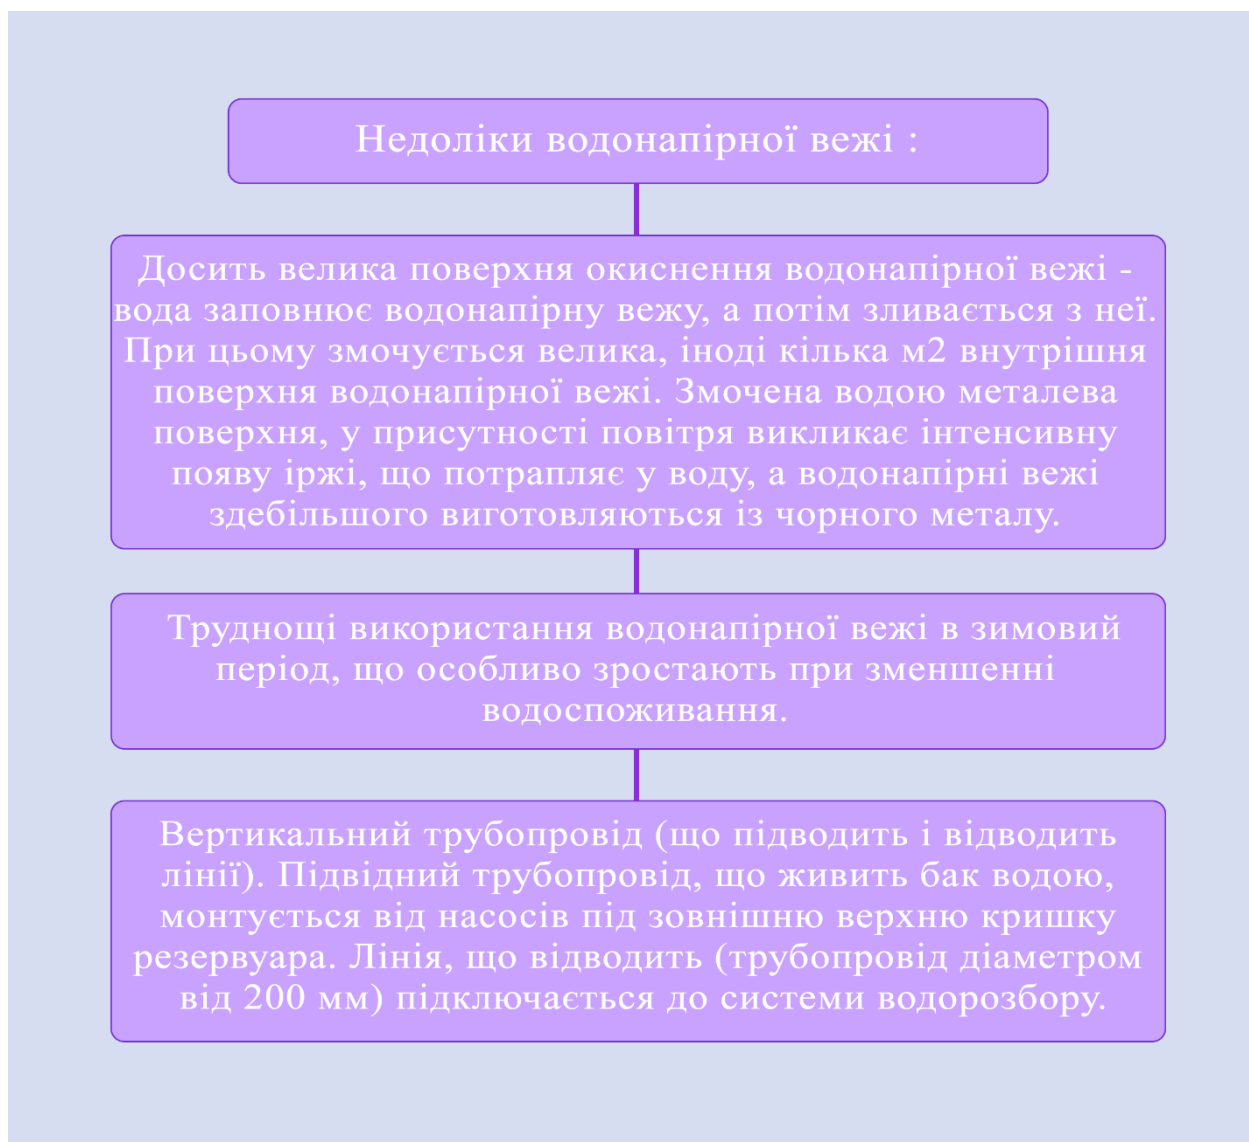 Недоліки водонапірної вежі :
Досить велика поверхня окиснення водонапірної вежі -
вода заповнює водонапірну вежу, а потім зливається з неї.
При цьому змочується велика, іноді кілька м2 внутрішня
поверхня водонапірної вежі. Змочена водою металева
поверхня, у присутності повітря викликає інтенсивну
появу іржі, що потрапляє у воду, а водонапірні вежі
здебільшого виготовляються із чорного металу.
Труднощі використання водонапірної вежі в зимовий
період, що особливо зростають при зменшенні
водоспоживання.
Вертикальний трубопровід (що підводить і відводить
лінії). Підвідний трубопровід, що живить бак водою,
монтується від насосів під зовнішню верхню кришку
резервуара. Лінія, що відводить (трубопровід діаметром
від 200 мм) підключається до системи водорозбору.